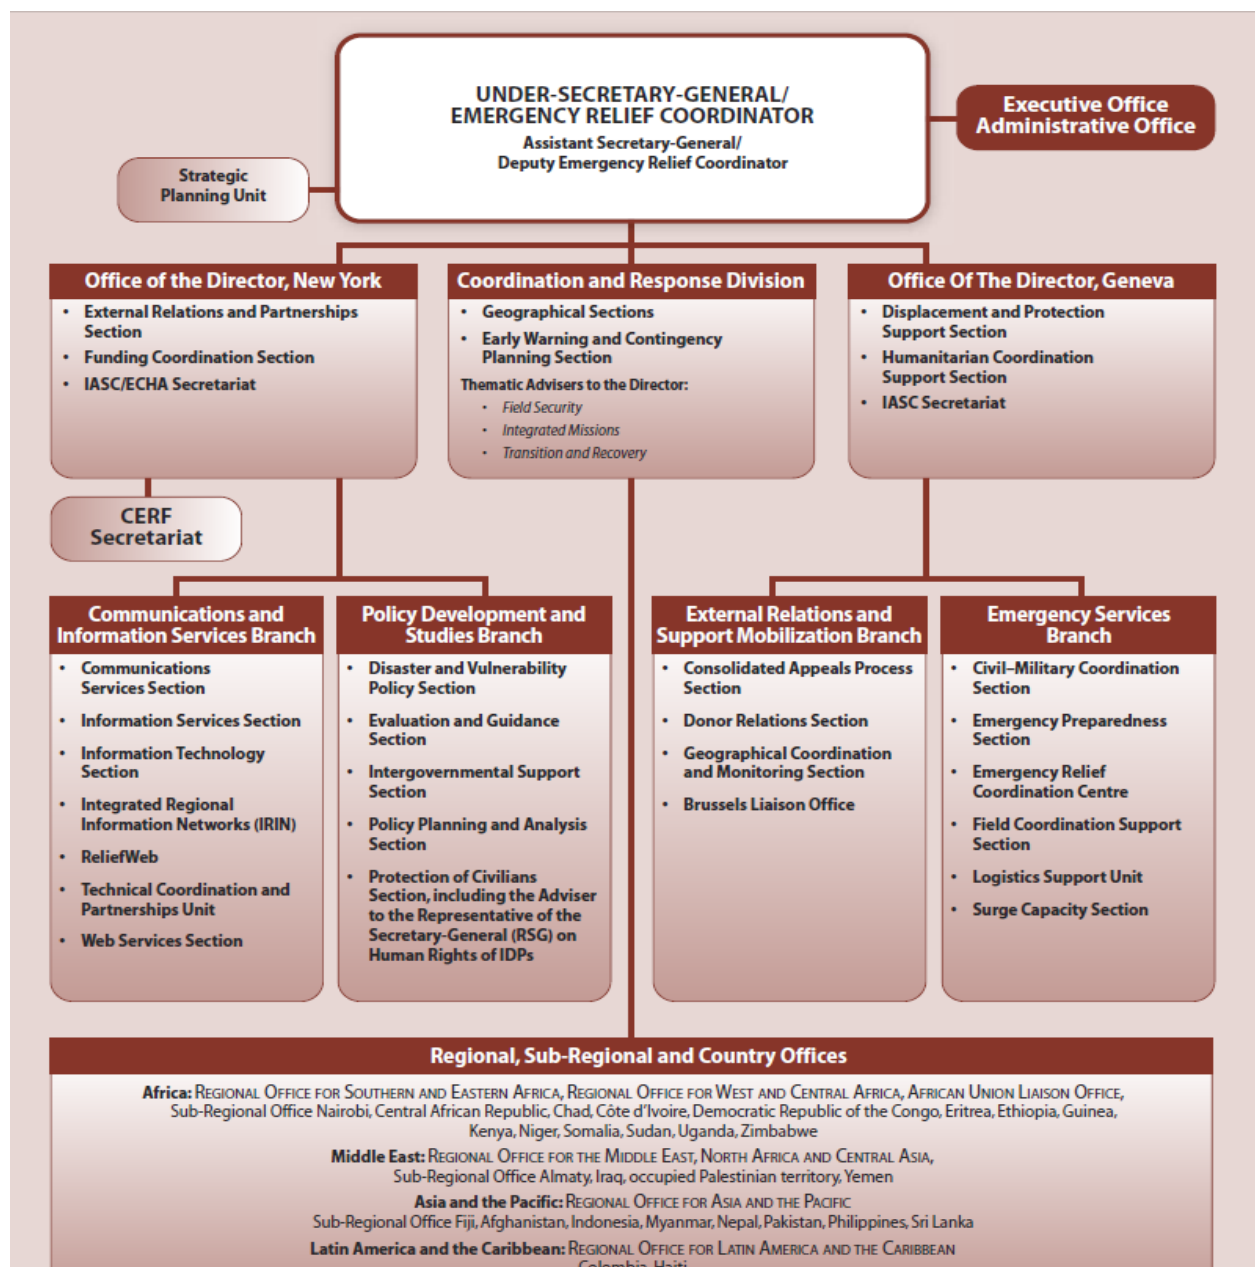 UNDER-SECRETARY-GENERAL/
EMERGENCY RELIEF COORDINATOR
Assistant Secretary-General/
Deputy Emergency Relief Coordinator
Executive Office
Administrative Office
Strategic
Planning Unit
Office of the Director, New York
• External Relations and Partnerships
Section
• Funding Coordination Section
• IASC/ECHA Secretariat
Coordination and Response Division
• Geographical Sections
• Early Warning and Contingency
Planning Section
Thematic Advisers to the Director:
• Field Security
• Integrated Missions
• Transition and Recovery
Office Of The Director, Geneva
• Displacement and Protection
Support Section
• Humanitarian Coordination
Support Section
• IASC Secretariat
CERF
Secretariat
Communications and
Information Services Branch
• Communications
Services Section
• Information Services Section
• Information Technology
Section
• Integrated Regional
Information Networks (IRIN)
• ReliefWeb
• Technical Coordination and
Partnerships Unit
• Web Services Section
Policy Development and
Studies Branch
• Disaster and Vulnerability
Policy Section
• Evaluation and Guidance
Section
• Intergovernmental Support
Section
• Policy Planning and Analysis
Section
• Protection of Civilians
Section, including the Adviser
to the Representative of the
Secretary-General (RSG) on
Human Rights of IDPs
External Relations and
Support Mobilization Branch
• Consolidated Appeals Process
Section
• Donor Relations Section
• Geographical Coordination
and Monitoring Section
• Brussels Liaison Office
Emergency Services
Branch
• Civil–Military Coordination
Section
• Emergency Preparedness
Section
• Emergency Relief
Coordination Centre
• Field Coordination Support
Section
• Logistics Support Unit
• Surge Capacity Section
Regional, Sub-Regional and Country Offices
Africa: REGIONAL OFFICE FOR SOUTHERN AND EASTERN AFRICA, REGIONAL OFFICE FOR WEST AND CENTRAL AFRICA, AFRICAN UNION LIAISON OFFICE,
Sub-Regional Office Nairobi, Central African Republic, Chad, Côte d'Ivoire, Democratic Republic of the Congo, Eritrea, Ethiopia, Guinea,
Kenya, Niger, Somalia, Sudan, Uganda, Zimbabwe
Middle East: REGIONAL OFFICE FOR THE MIDDLE EAST, NORTH AFRICA AND CENTRAL ASIA,
Sub-Regional Office Almaty, Iraq, occupied Palestinian territory, Yemen
Asia and the Pacific: REGIONAL OFFICE FOR ASIA AND THE PACIFIC
Sub-Regional Office Fiji, Afghanistan, Indonesia, Myanmar, Nepal, Pakistan, Philippines, Sri Lanka
Latin America and the Caribbean: REGIONAL OFFICE FOR LATIN AMERICA AND THE CARIBBEAN
Colombia, Haiti